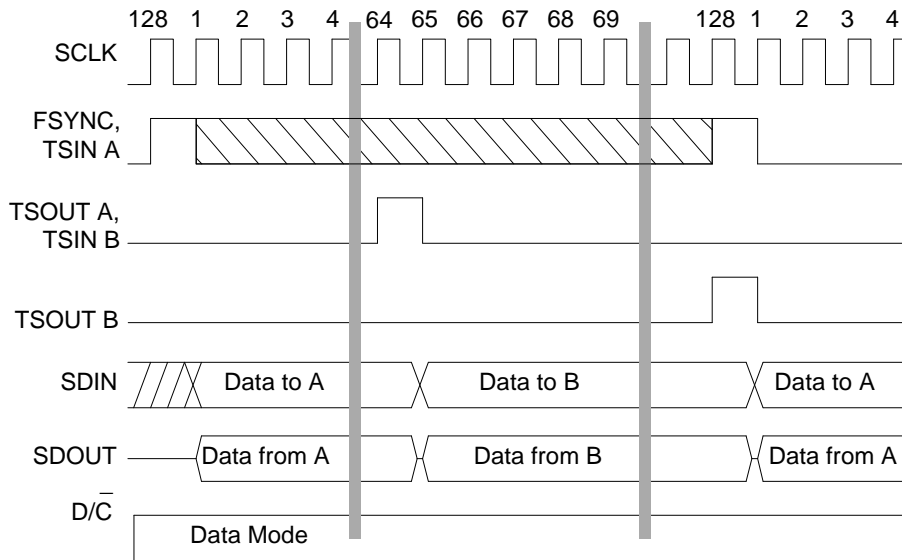 128 1 2 3 4 64 65 66 67 68 69 128 1 2 3 4
SCLK
FSYNC,
TSIN A
TSOUT A,
TSIN B
TSOUT B
SDIN Data to A Data to B Data to A
SDOUT Data from A Data from B Data from A
D/C̅ Data Mode